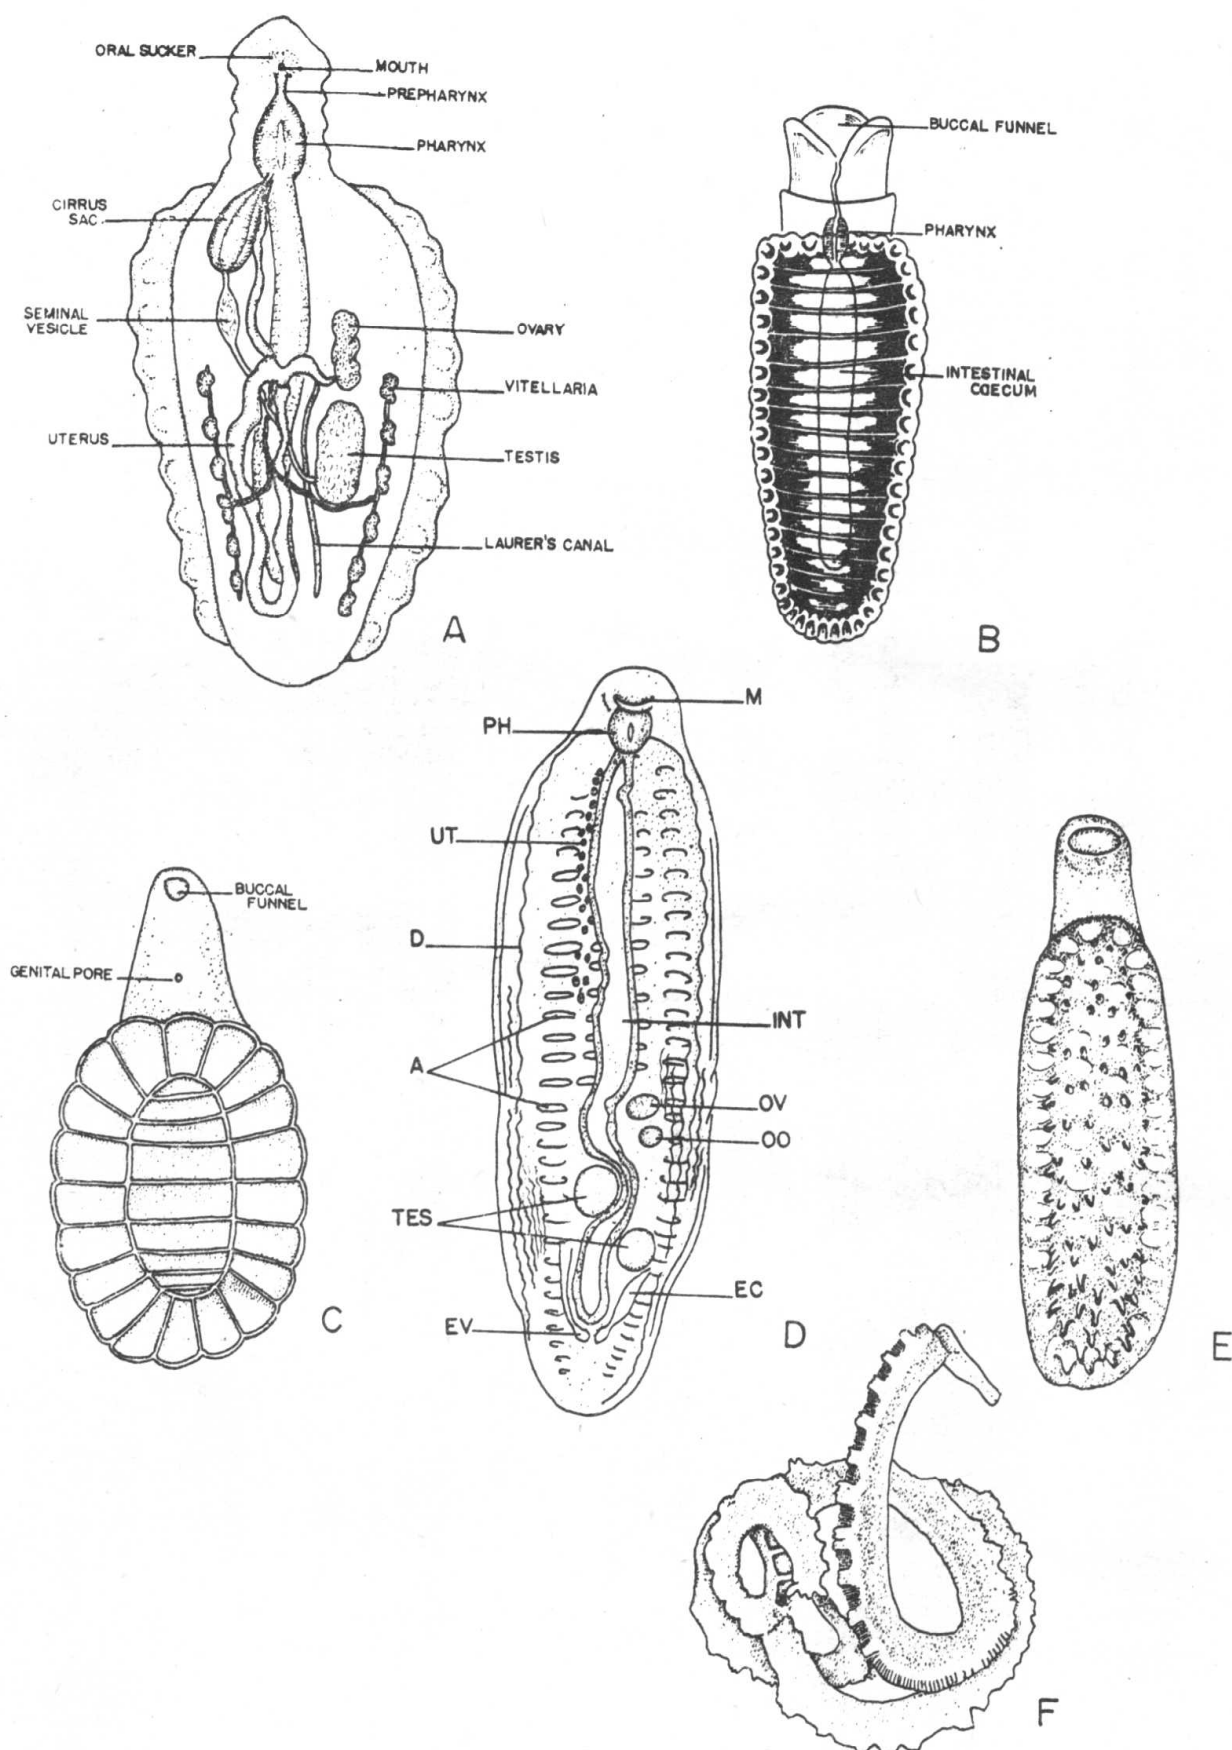 ORAL SUCKER
MOUTH
PREPHARYNX
PHARYNX
CIRRUS
SAC
SEMINAL
VESICLE
OVARY
VITELLARIA
UTERUS
TESTIS
LAURER'S CANAL
A
BUCCAL FUNNEL
PHARYNX
INTESTINAL
COECUM
B
BUCCAL
FUNNEL
GENITAL PORE
C
M
PH
UT
D
INT
A
OV
OO
TES
EC
EV
D
E
F